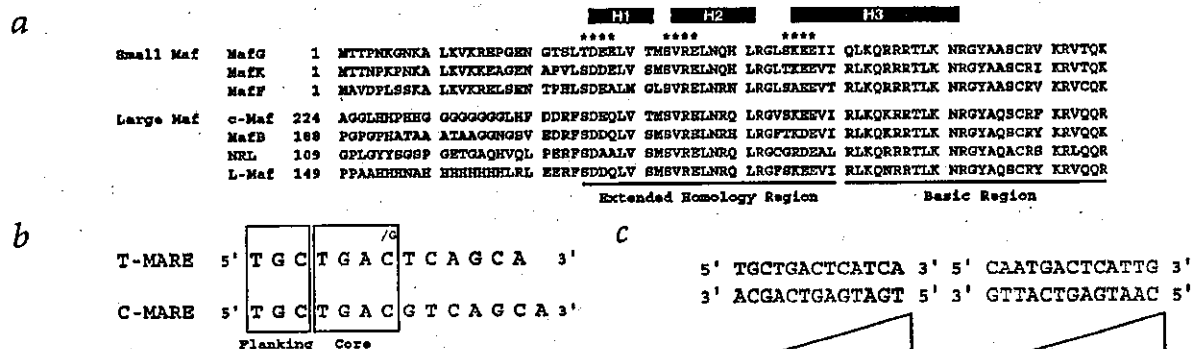 a
H1 H2 H3
**** **** ****
Small Maf MafG 1 MTTPNKGNKA LKVKREPGEN GTSLTDEELV TMSVRELNQH LRGLSKEEII QLKQRRRTLK NRGYAASCRV KRVTQK
MafK 1 MTTNPKPNKA LKVKKEAGEN APVLSDDELV SMSVRELNQH LRGLTKEEVT RLKQRRRTLK NRGYAASCRI KRVTQK
MafF 1 MAVDPLSSKA LKVKRELSEN TPHLSDEALM GLSVRELNRN LRGLSAEEVT RLKQRRRTLK NRGYAASCRV KRVCQK
Large Maf c-Maf 224 AGGLHHPHHG GGGGGGGLHF DDRFSDEQLV TMSVRELNRQ LRGVSKEEVI RLKQKRRTLK NRGYAQSCRF KRVQQR
MafB 188 PGPGPHATAA ATAAGGNGSV EDRFSDDQLV SMSVRELNRH LRGFTKDEVI RLKQKRRTLK NRGYAQSCRY KRVQQR
NRL 109 GPLGYYSGSP GETGAQHVQL PERFSDAALV SMSVRELNRQ LRGCGRDEAL RLKQRRRTLK NRGYAQACRS KRLQQR
L-Maf 149 PPAAHHHNAH HHHHHHHLRL EERFSDDQLV SMSVRELNRQ LRGFSKEEVI RLKQNRRTLK NRGYAQSCRY KRVQQR
Extended Homology Region Basic Region
b
T-MARE 5' T G C T G A C/G T C A G C A 3'
C-MARE 5' T G C T G A C G T C A G C A 3'
Flanking Core
c
5' TGCTGACTCATCA 3' 5' CAATGACTCATTG 3'
3' ACGACTGAGTAGT 5' 3' GTTACTGAGTAAC 5'